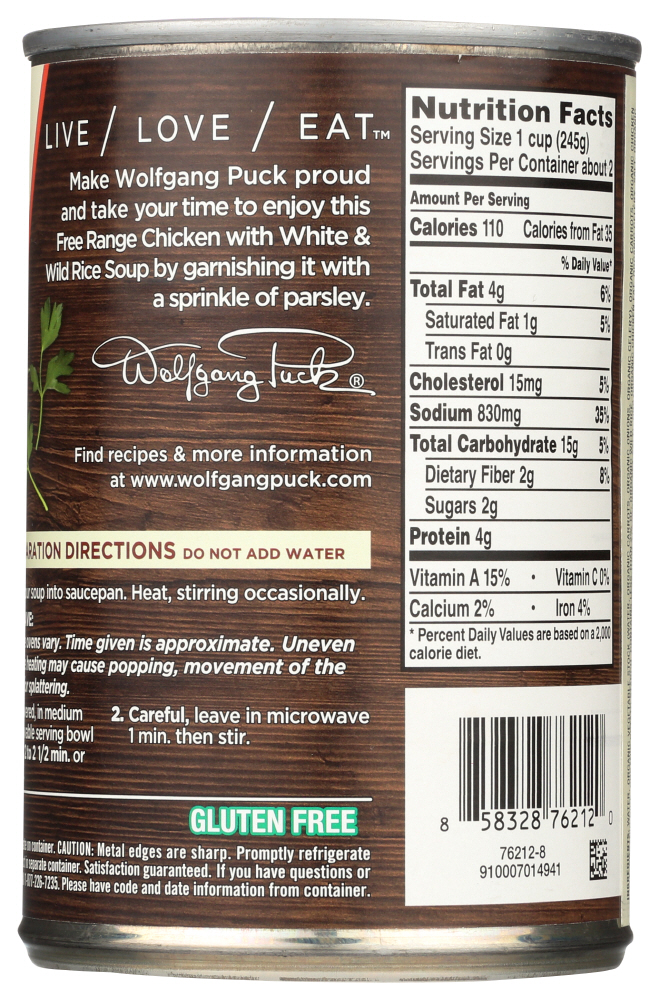 LIVE / LOVE / EAT™
Make Wolfgang Puck proud
and take your time to enjoy this
Free Range Chicken with White &
Wild Rice Soup by garnishing it with
a sprinkle of parsley.
Wolfgang Puck®
Find recipes & more information
at www.wolfgangpuck.com
RATION DIRECTIONS DO NOT ADD WATER
soup into saucepan. Heat, stirring occasionally.
vary. Time given is approximate. Uneven
heating may cause popping, movement of the
splattering.
in medium
serving bowl
2 1/2 min. or
2. Careful, leave in microwave
1 min. then stir.
GLUTEN FREE
on container. CAUTION: Metal edges are sharp. Promptly refrigerate
separate container. Satisfaction guaranteed. If you have questions or
Please have code and date information from container.
Nutrition Facts
Serving Size 1 cup (245g)
Servings Per Container about 2
Amount Per Serving
Calories 110 Calories from Fat 35
% Daily Value*
Total Fat 4g 6%
Saturated Fat 1g 5%
Trans Fat 0g
Cholesterol 15mg 5%
Sodium 830mg 35%
Total Carbohydrate 15g 5%
Dietary Fiber 2g 8%
Sugars 2g
Protein 4g
Vitamin A 15% • Vitamin C 0%
Calcium 2% • Iron 4%
* Percent Daily Values are based on a 2,000
calorie diet.
8 58328 76212 0
76212-8
910007014941